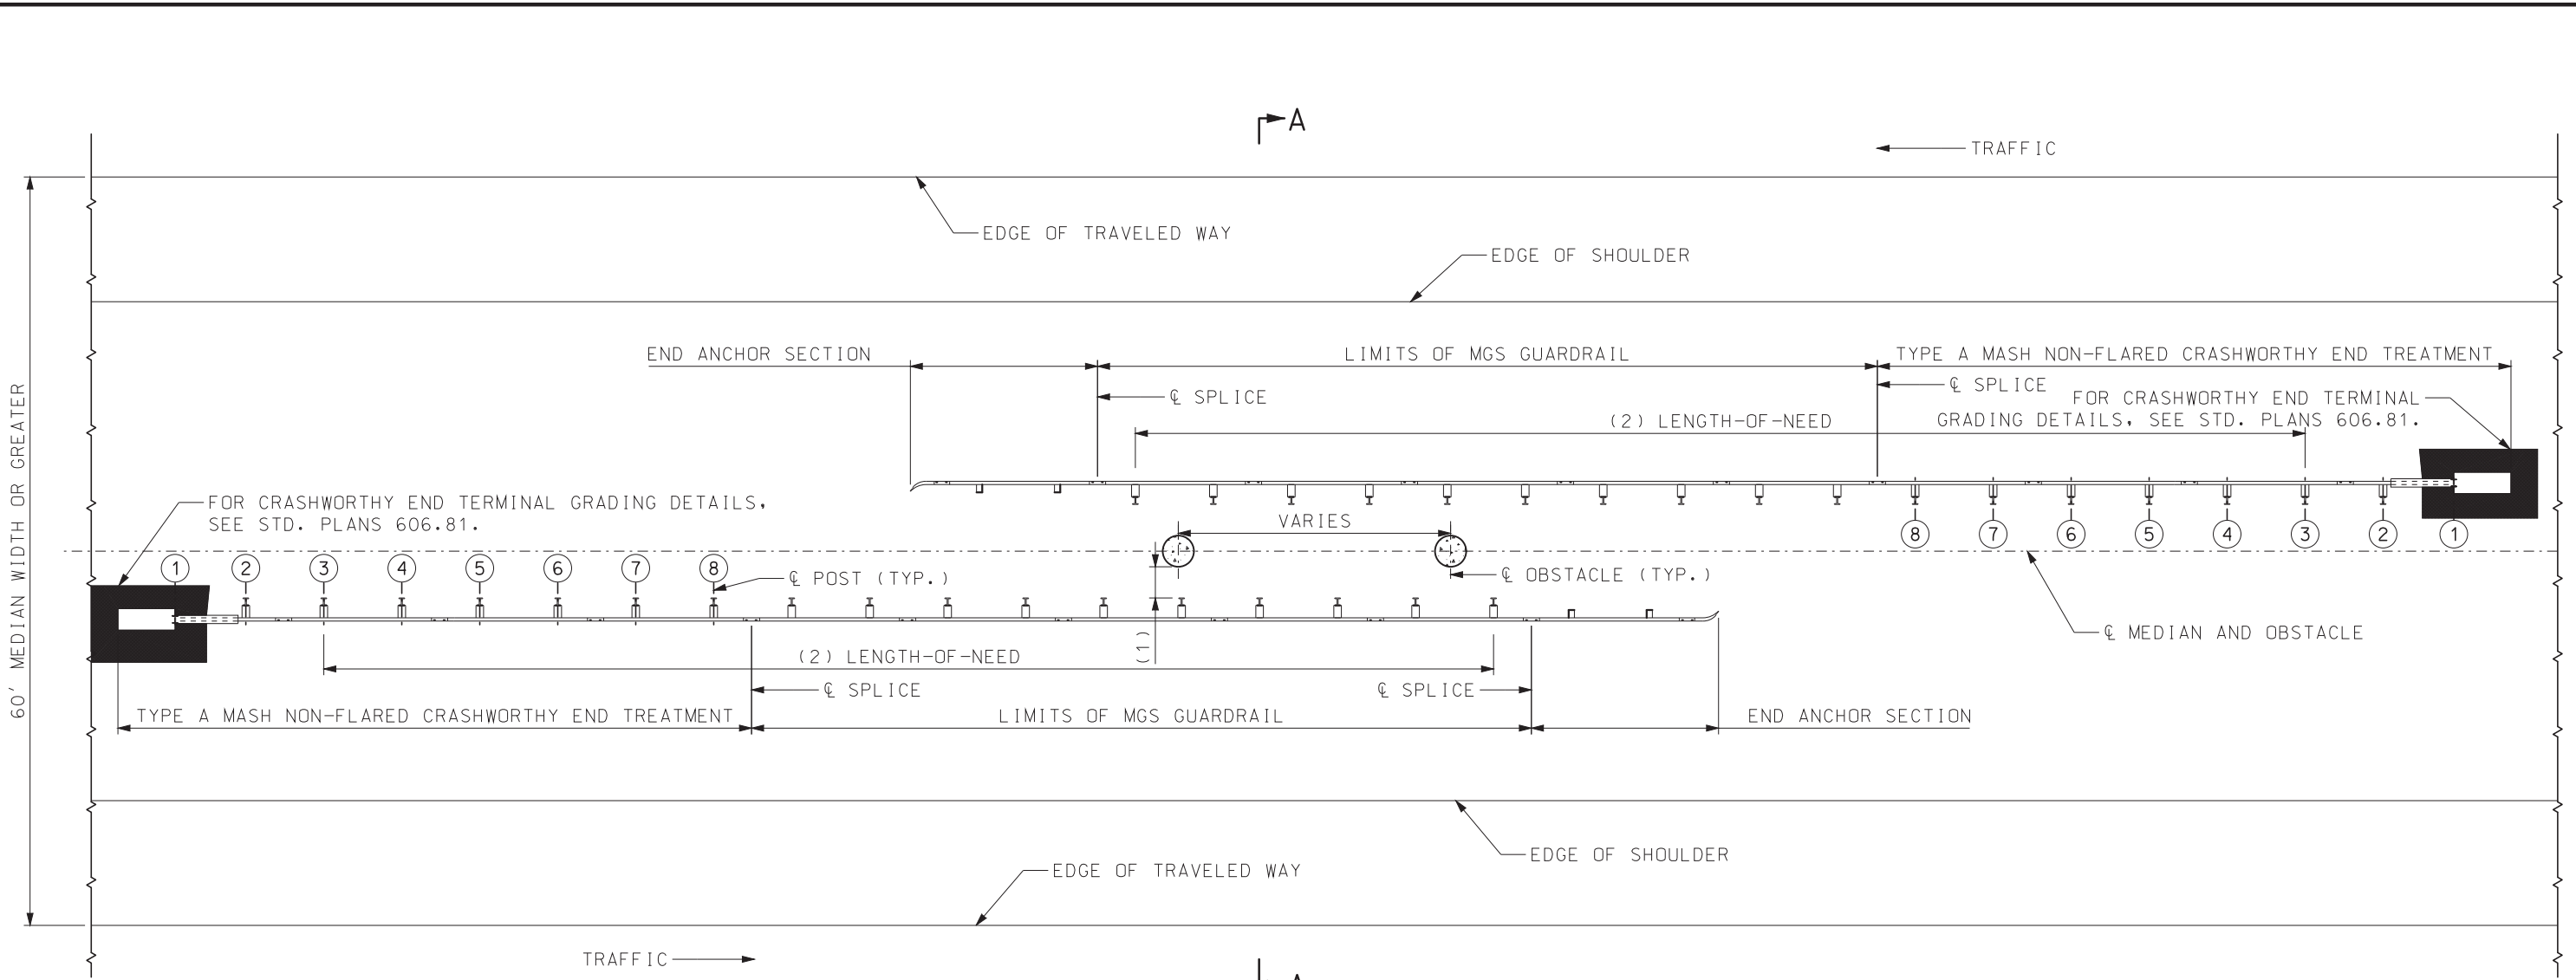 A
TRAFFIC
EDGE OF TRAVELED WAY
EDGE OF SHOULDER
END ANCHOR SECTION
LIMITS OF MGS GUARDRAIL
TYPE A MASH NON-FLARED CRASHWORTHY END TREATMENT
℄ SPLICE
℄ SPLICE
FOR CRASHWORTHY END TERMINAL
GRADING DETAILS, SEE STD. PLANS 606.81.
(2) LENGTH-OF-NEED
60' MEDIAN WIDTH OR GREATER
FOR CRASHWORTHY END TERMINAL GRADING DETAILS,
SEE STD. PLANS 606.81.
VARIES
8 7 6 5 4 3 2 1
1 2 3 4 5 6 7 8
℄ POST (TYP.)
℄ OBSTACLE (TYP.)
℄ MEDIAN AND OBSTACLE
(1)
(2) LENGTH-OF-NEED
℄ SPLICE
℄ SPLICE
TYPE A MASH NON-FLARED CRASHWORTHY END TREATMENT
LIMITS OF MGS GUARDRAIL
END ANCHOR SECTION
EDGE OF SHOULDER
EDGE OF TRAVELED WAY
TRAFFIC
A